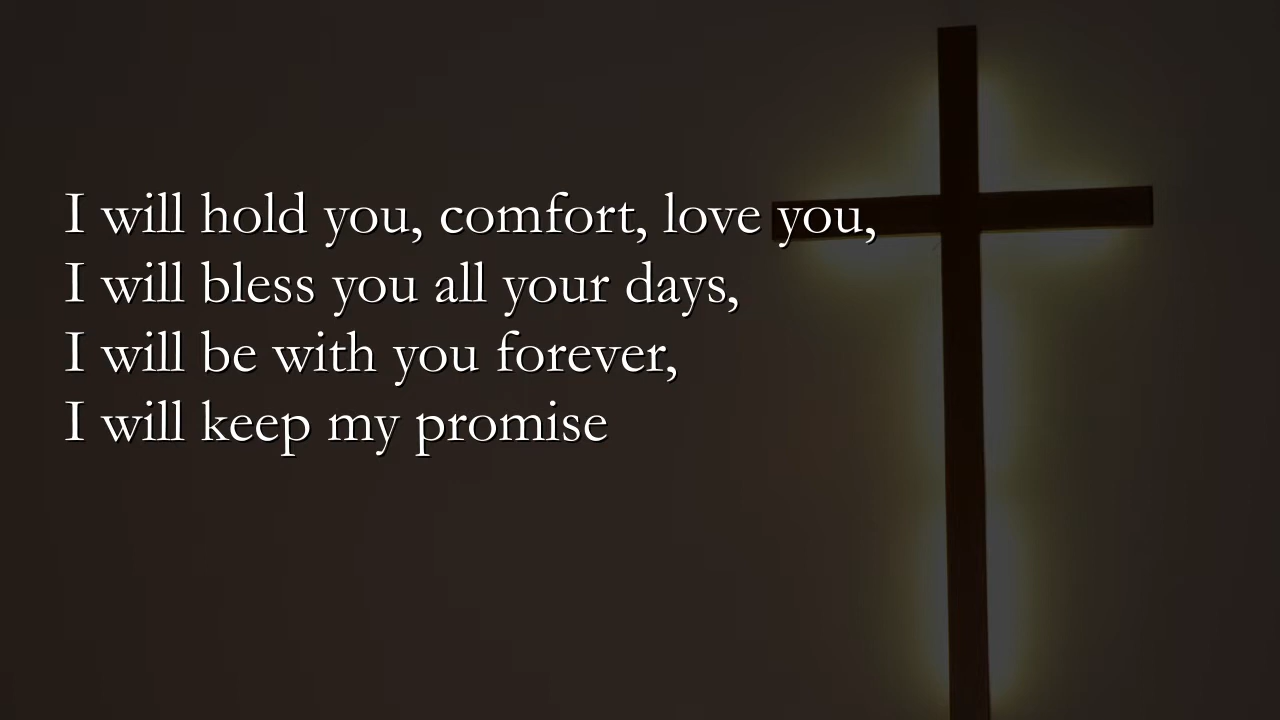 I will hold you, comfort, love you,
I will bless you all your days,
I will be with you forever,
I will keep my promise